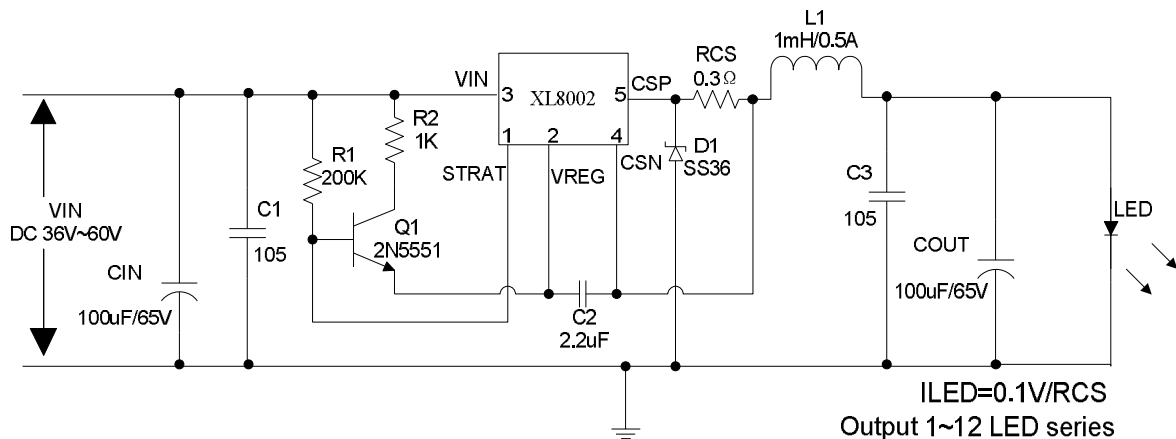 L1
1mH/0.5A
RCS
0.3Ω
VIN
CSP
3
XL8002
5
1
2
4
R2
1K
R1
200K
STRAT
VREG
CSN
D1
SS36
C1
105
VIN
DC 36V~60V
Q1
2N5551
C3
105
LED
CIN
100uF/65V
COUT
100uF/65V
C2
2.2uF
ILED=0.1V/RCS
Output 1~12 LED series